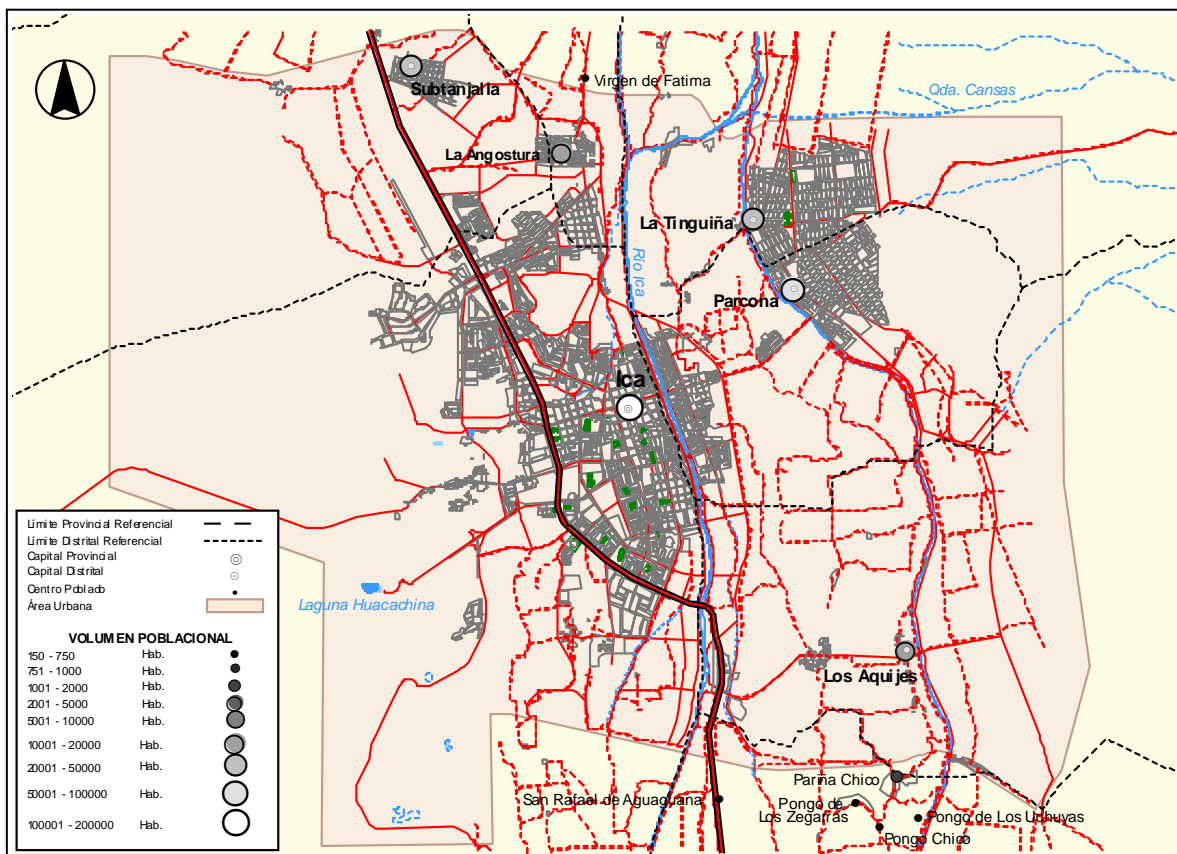 Virgen de Fatima
Subtanjalla
Qda. Cansas
La Angostura
La Tinguiña
Río Ica
Parcona
Ica
Límite Provincial Referencial
Límite Distrital Referencial
Capital Provincial
Capital Distrital
Centro Poblado
Área Urbana
Laguna Huacachina
VOLUMEN POBLACIONAL
150 - 750 Hab.
751 - 1000 Hab.
1001 - 2000 Hab.
2001 - 5000 Hab.
5001 - 10000 Hab.
10001 - 20000 Hab.
20001 - 50000 Hab.
50001 - 100000 Hab.
100001 - 200000 Hab.
Los Aquijes
Parina Chico
San Rafael de Aguaguana
Pongo de
Los Zegarras
Pongo de Los Uchuyas
Pongo Chico